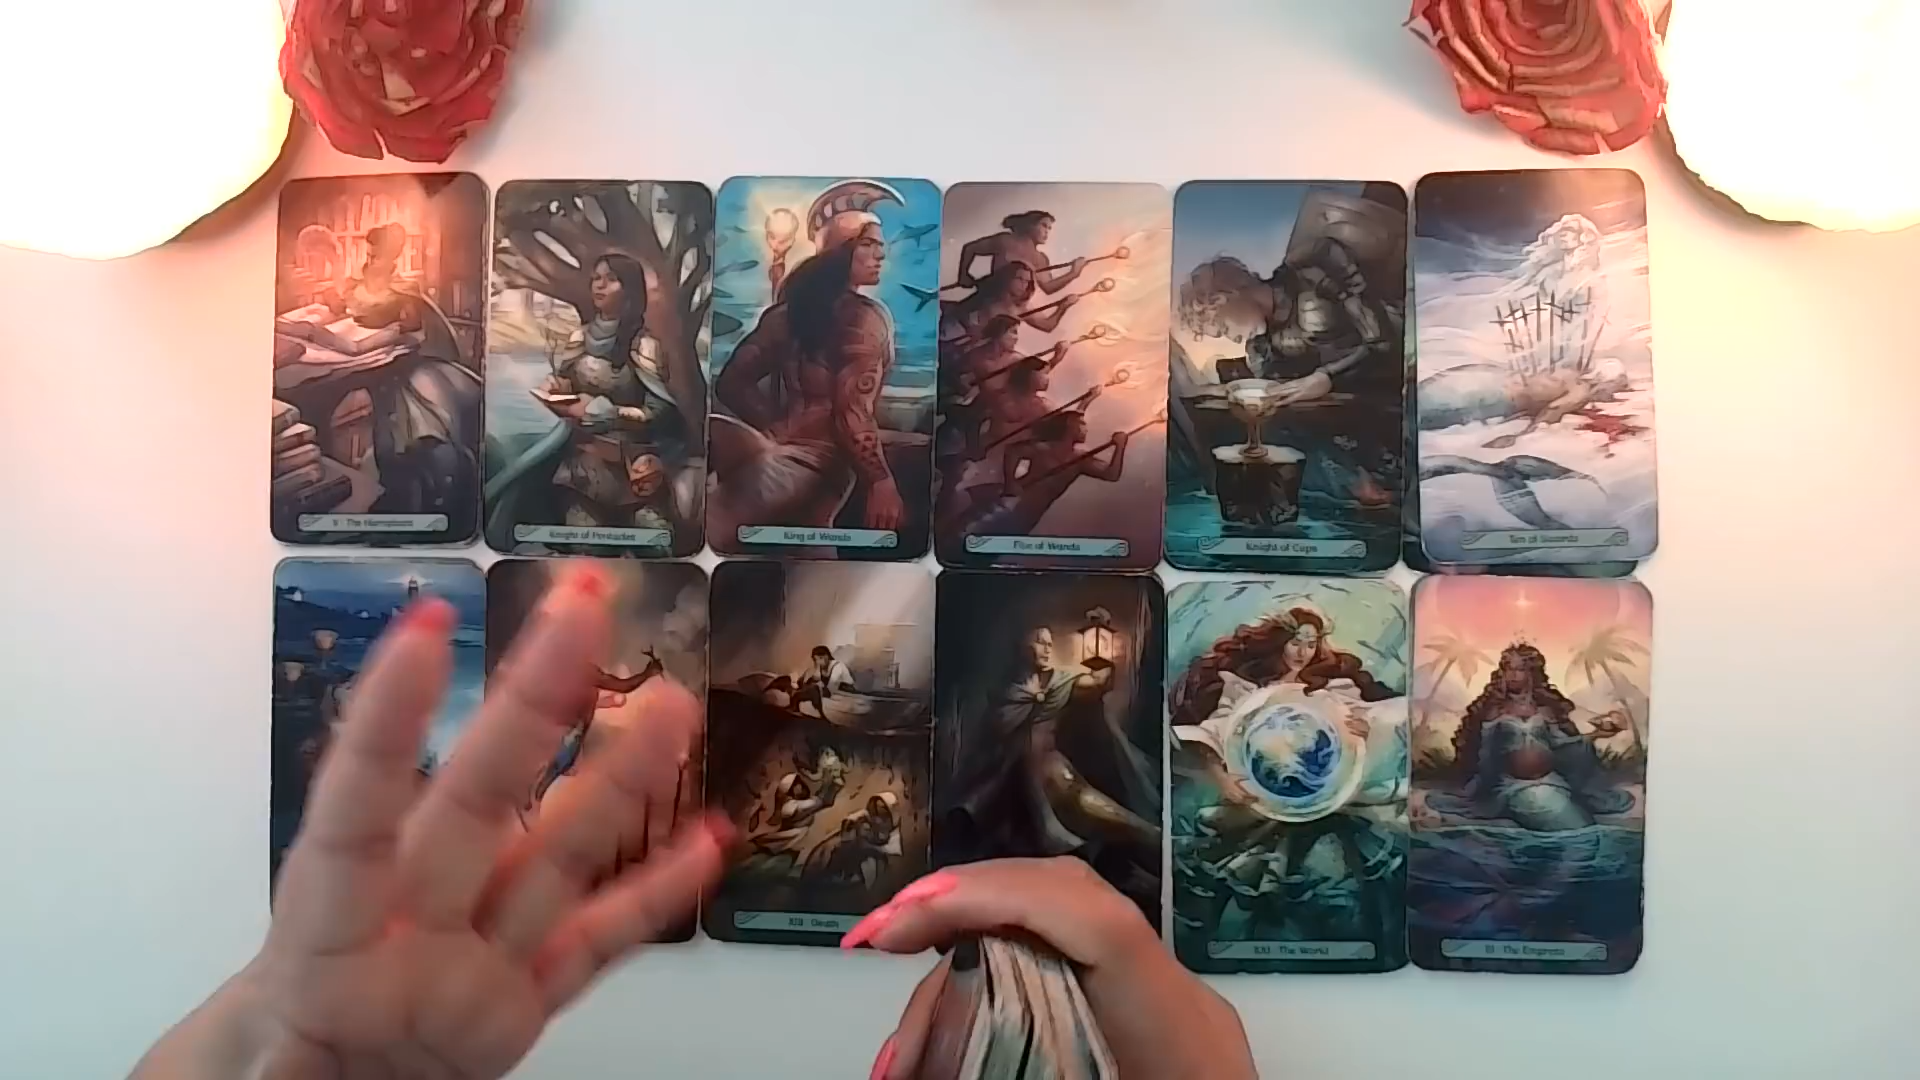 V · The Hierophant
Knight of Pentacles
King of Wands
Five of Wands
Knight of Cups
Ten of Swords
XIII · Death
XXI · The World
III · The Empress